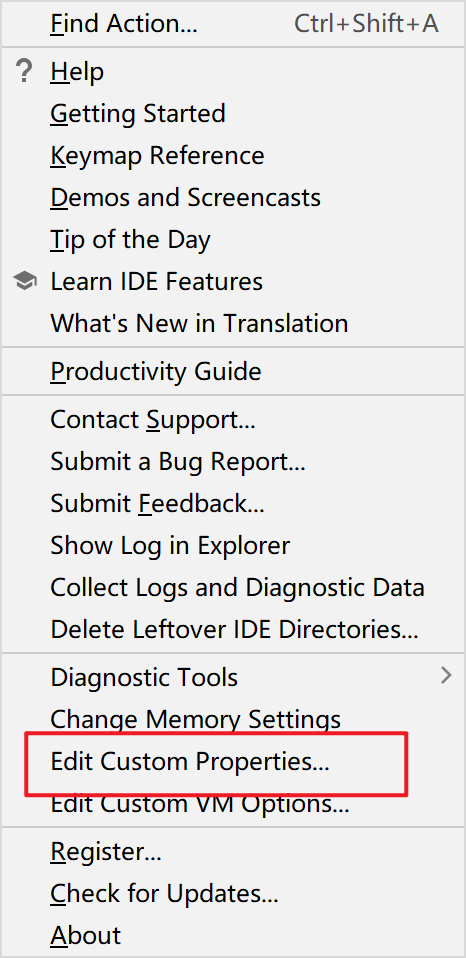 Find Action... Ctrl+Shift+A
? Help
Getting Started
Keymap Reference
Demos and Screencasts
Tip of the Day
Learn IDE Features
What's New in Translation
Productivity Guide
Contact Support...
Submit a Bug Report...
Submit Feedback...
Show Log in Explorer
Collect Logs and Diagnostic Data
Delete Leftover IDE Directories...
Diagnostic Tools
Change Memory Settings
Edit Custom Properties...
Edit Custom VM Options...
Register...
Check for Updates...
About